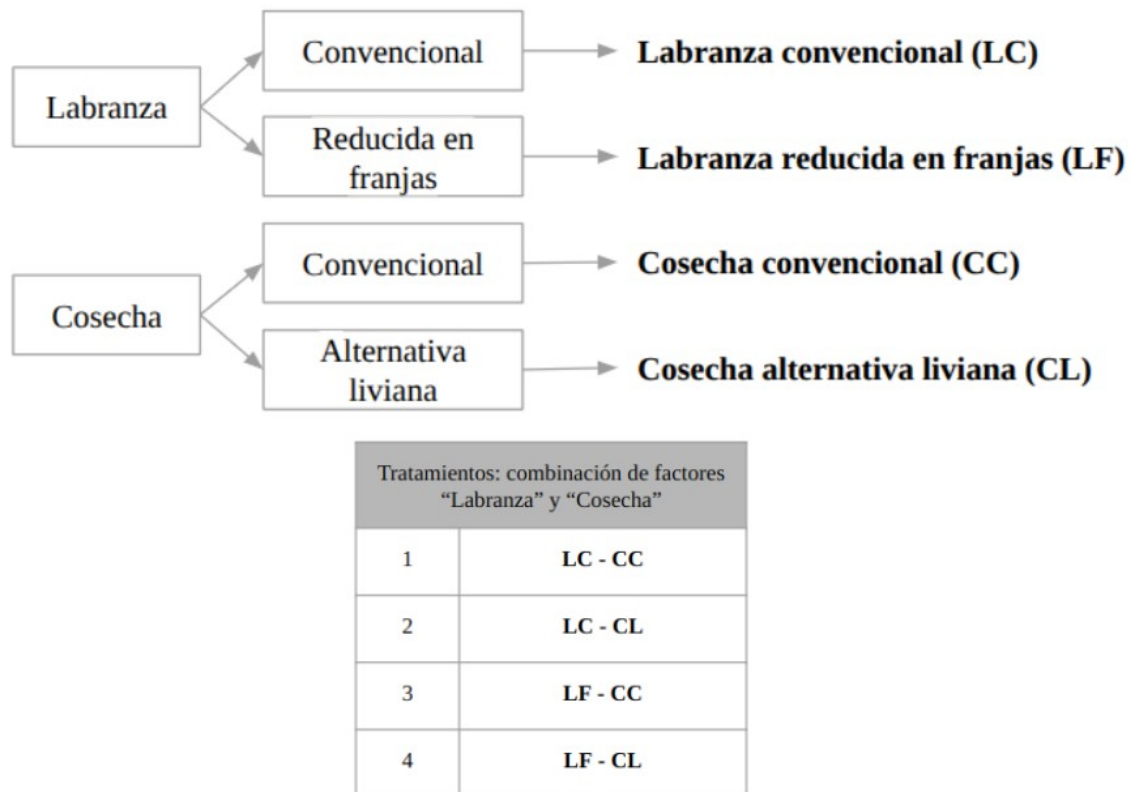 Labranza
Convencional
Labranza convencional (LC)
Reducida en
franjas
Labranza reducida en franjas (LF)
Cosecha
Convencional
Cosecha convencional (CC)
Alternativa
liviana
Cosecha alternativa liviana (CL)
Tratamientos: combinación de factores
“Labranza” y “Cosecha”
1 LC - CC
2 LC - CL
3 LF - CC
4 LF - CL